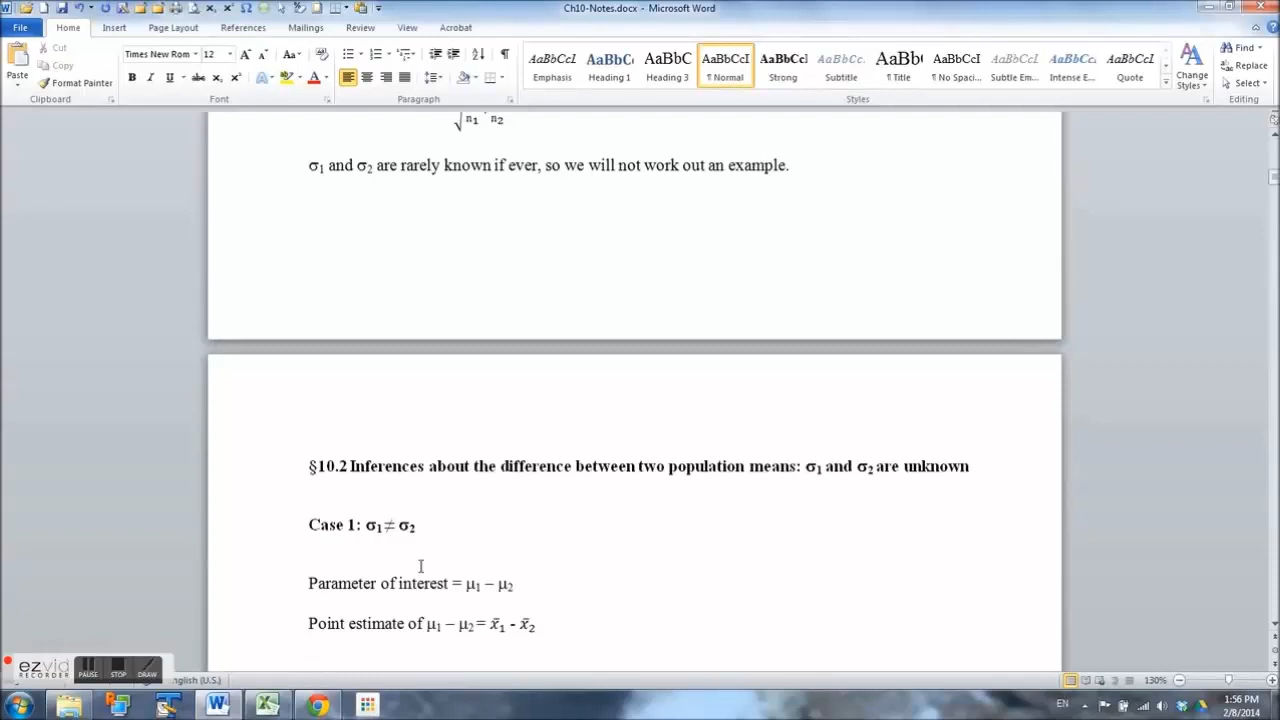 Ch10-Notes.docx - Microsoft Word
File Home Insert Page Layout References Mailings Review View Acrobat
Paste Cut Copy Format Painter
Times New Rom 12
AaBbCcI AaBbC AaBbC AaBbCcI AaBbCc AaBbCcI AaBb( AaBbCcI AaBbCcI AaBbCcI AaBbCcI
Emphasis Heading 1 Heading 3 ¶ Normal Strong Subtitle ¶ Title ¶ No Spaci... Subtle Em... Intense E... Quote
Change Styles
Find Replace Select
Clipboard Font Paragraph Styles Editing
√ n₁ n₂
σ₁ and σ₂ are rarely known if ever, so we will not work out an example.
§10.2 Inferences about the difference between two population means: σ₁ and σ₂ are unknown
Case 1: σ₁ ≠ σ₂
Parameter of interest = μ₁ – μ₂
Point estimate of μ₁ – μ₂ = x̄₁ - x̄₂
ezvid
RECORDER
PAUSE STOP DRAW
nglish (U.S.)
130%
EN
1:56 PM
2/8/2014